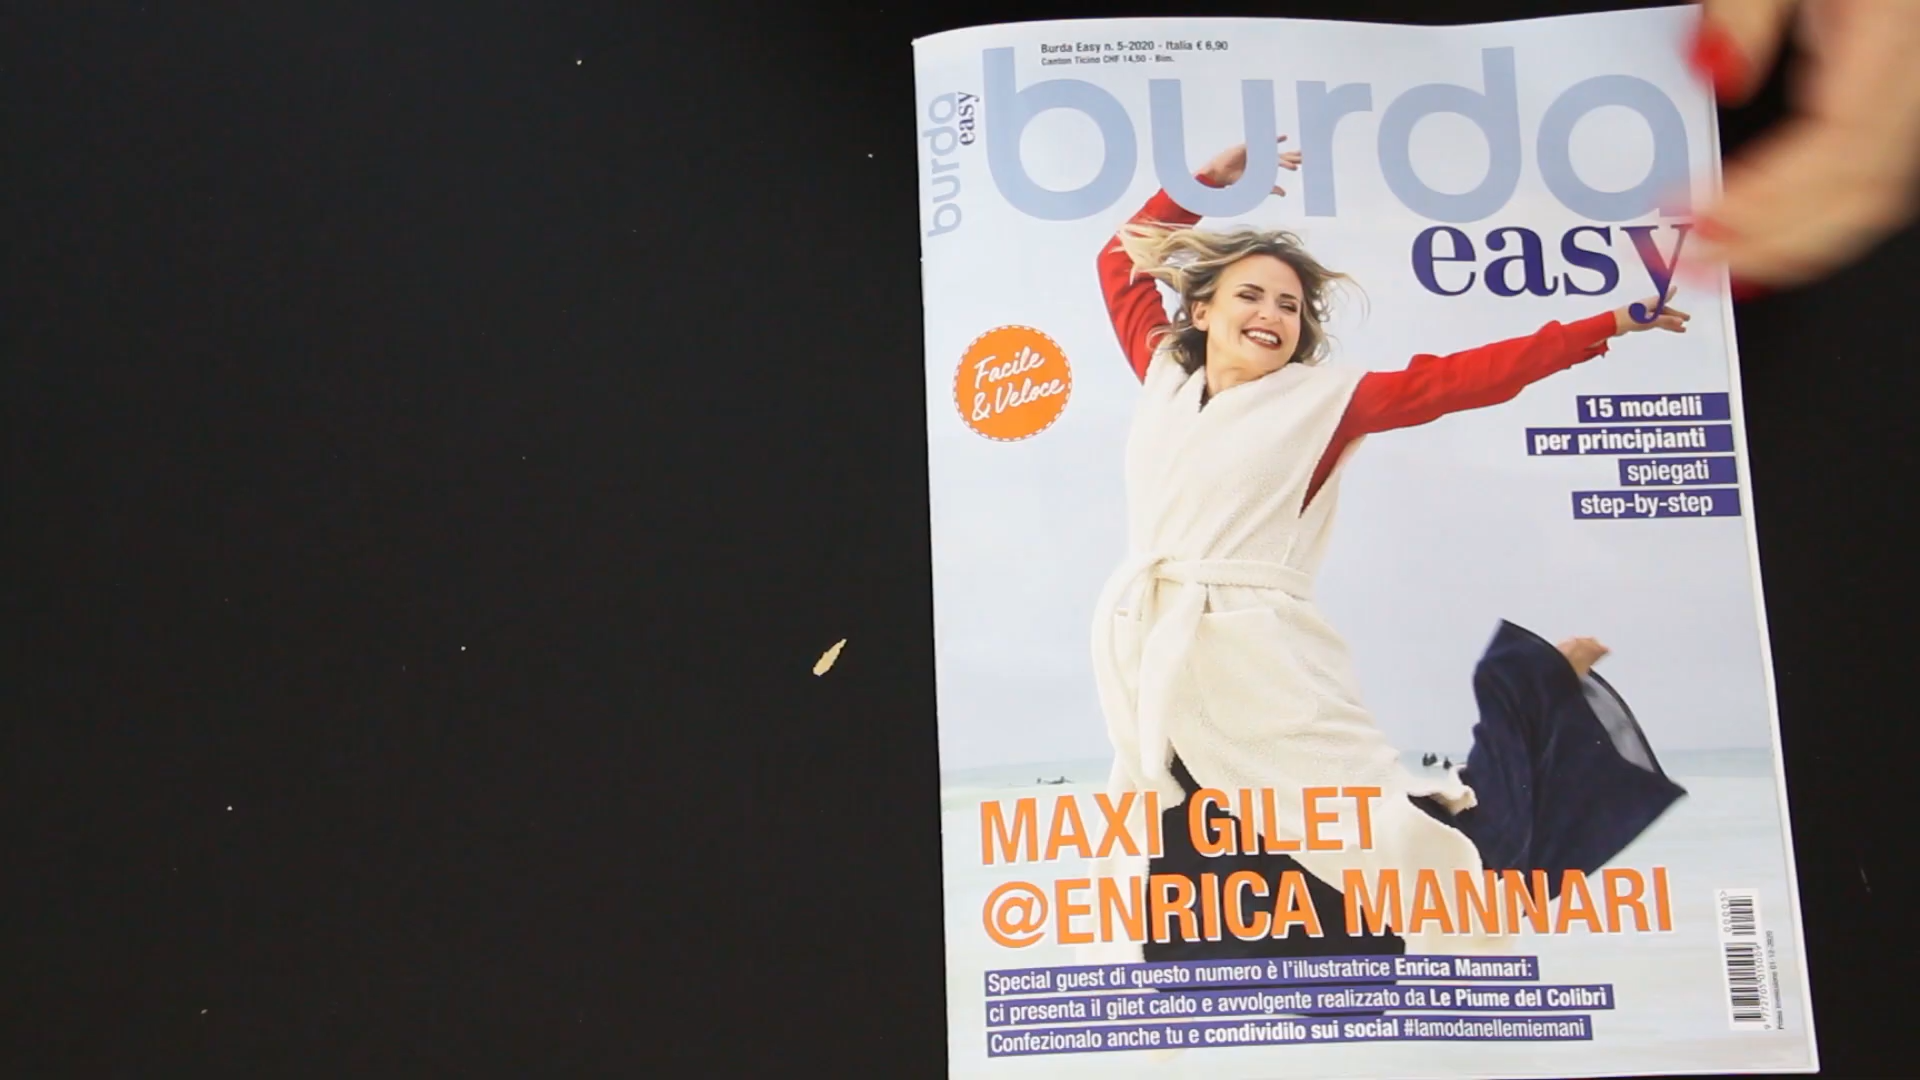 Burda Easy n. 5-2020 - Italia € 6,90
Canton Ticino CHF 14,50 - Bim.
burda
easy
burda
easy
Facile
& Veloce
15 modelli
per principianti
spiegati
step-by-step
MAXI GILET
@ENRICA MANNARI
Special guest di questo numero è l'illustratrice Enrica Mannari:
ci presenta il gilet caldo e avvolgente realizzato da Le Piume del Colibrì
Confezionalo anche tu e condividilo sui social #lamodanellemiemani
00005>